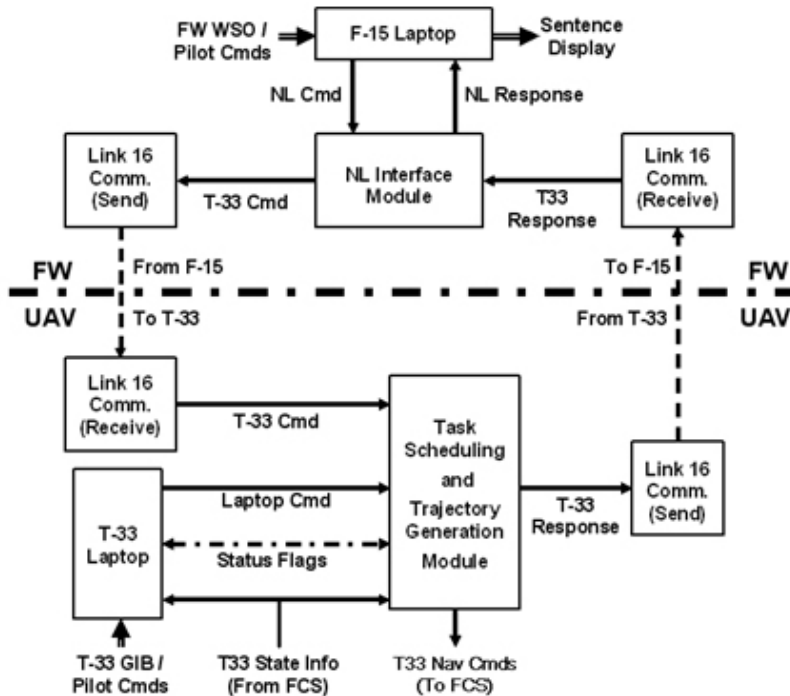 FW WSO /
Pilot Cmds
F-15 Laptop
Sentence
Display
NL Cmd
NL Response
Link 16
Comm.
(Send)
T-33 Cmd
NL Interface
Module
T33
Response
Link 16
Comm.
(Receive)
From F-15
To F-15
FW
FW
UAV
UAV
To T-33
From T-33
Link 16
Comm.
(Receive)
T-33 Cmd
Task
Scheduling
and
Trajectory
Generation
Module
T-33
Laptop
Laptop Cmd
Status Flags
T-33
Response
Link 16
Comm.
(Send)
T-33 GIB /
Pilot Cmds
T33 State Info
(From FCS)
T33 Nav Cmds
(To FCS)